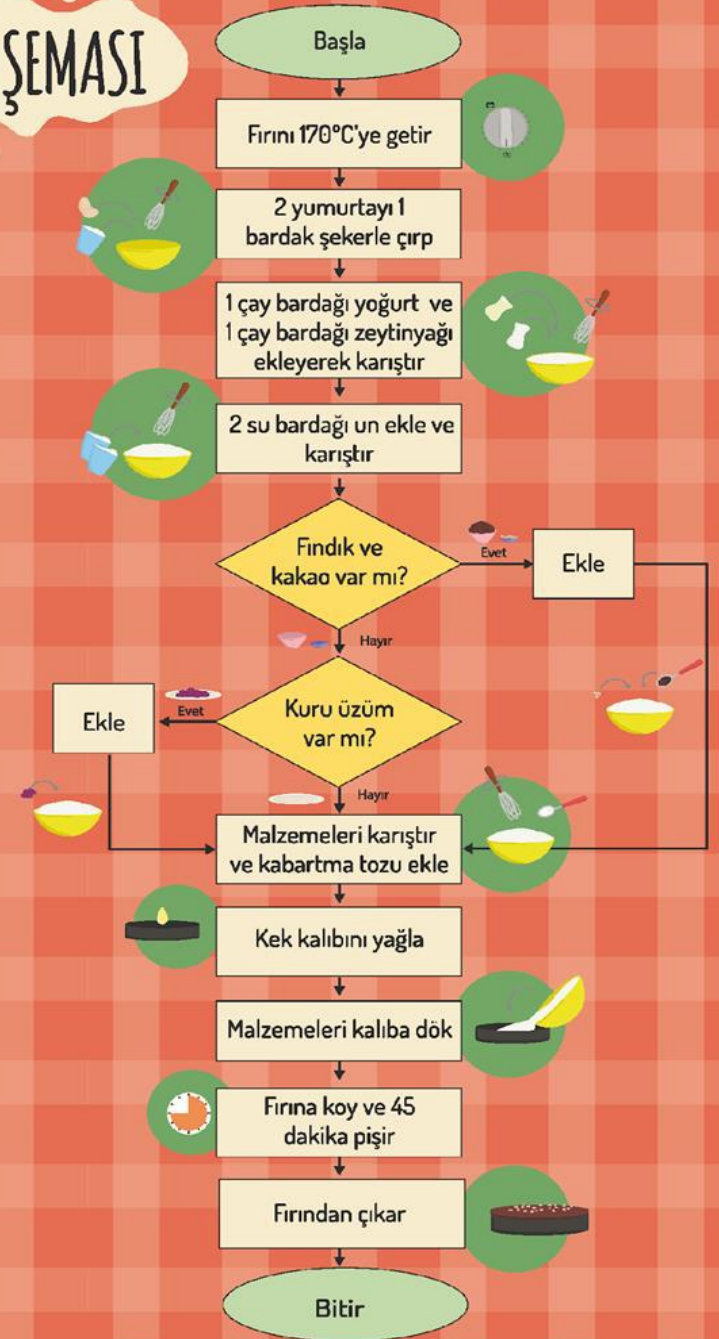 ŞEMASI
Başla
Fırını 170°C'ye getir
2 yumurtayı 1
bardak şekerle çırp
1 çay bardağı yoğurt ve
1 çay bardağı zeytinyağı
ekleyerek karıştır
2 su bardağı un ekle ve
karıştır
Fındık ve
kakao var mı?
Evet
Ekle
Hayır
Kuru üzüm
var mı?
Evet
Ekle
Hayır
Malzemeleri karıştır
ve kabartma tozu ekle
Kek kalıbını yağla
Malzemeleri kalıba dök
Fırına koy ve 45
dakika pişir
Fırından çıkar
Bitir